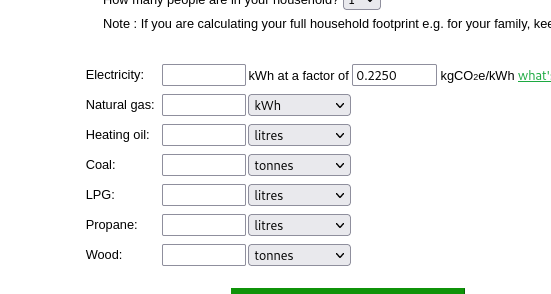 How many people are in your household? 1
Note : If you are calculating your full household footprint e.g. for your family,
Electricity: kWh at a factor of 0.2250 kgCO2e/kWh what's
Natural gas: kWh
Heating oil: litres
Coal: tonnes
LPG: litres
Propane: litres
Wood: tonnes